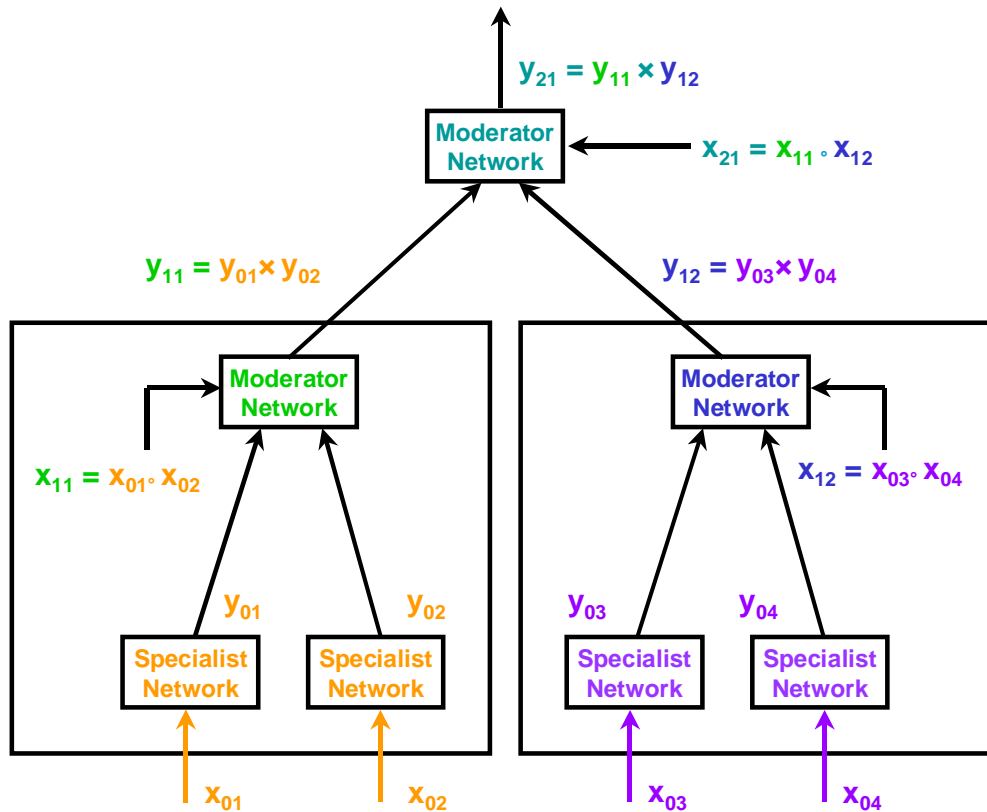 y₂₁ = y₁₁ × y₁₂
Moderator
Network
x₂₁ = x₁₁ ∘ x₁₂
y₁₁ = y₀₁ × y₀₂
y₁₂ = y₀₃ × y₀₄
Moderator
Network
Moderator
Network
x₁₁ = x₀₁∘ x₀₂
x₁₂ = x₀₃∘ x₀₄
y₀₁
y₀₂
y₀₃
y₀₄
Specialist
Network
Specialist
Network
Specialist
Network
Specialist
Network
x₀₁
x₀₂
x₀₃
x₀₄